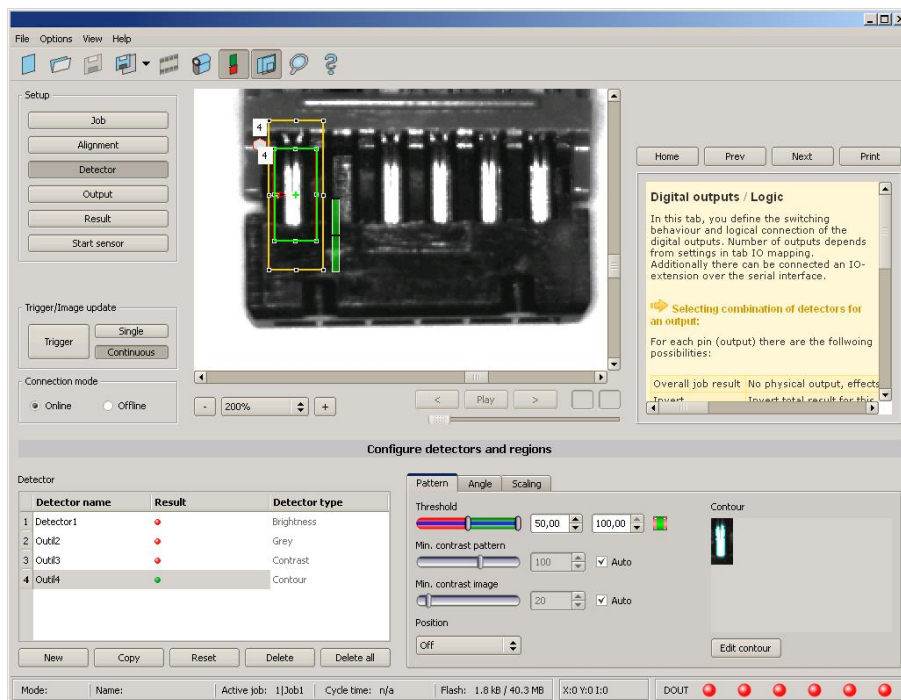 File Options View Help
Setup
Job
Alignment
Detector
Output
Result
Start sensor
Trigger/Image update
Trigger
Single
Continuous
Connection mode
Online
Offline
4
4
- 200% +
< Play >
Home Prev Next Print
Digital outputs / Logic
In this tab, you define the switching
behaviour and logical connection of the
digital outputs. Number of outputs depends
from settings in tab IO mapping.
Additionally there can be connected an IO-
extension over the serial interface.
Selecting combination of detectors for
an output:
For each pin (output) there are the follwoing
possibilities:
Overall job result No physical output, effects
Invert Invert total result for this
Configure detectors and regions
Detector
Detector name Result Detector type
1 Detector1 Brightness
2 Outil2 Grey
3 Outil3 Contrast
4 Outil4 Contour
New Copy Reset Delete Delete all
Pattern Angle Scaling
Threshold
50,00 100,00
Min. contrast pattern
100 Auto
Min. contrast image
20 Auto
Position
Off
Contour
Edit contour
Mode: Name: Active job: 1|Job1 Cycle time: n/a Flash: 1.8 kB / 40.3 MB X:0 Y:0 I:0 DOUT